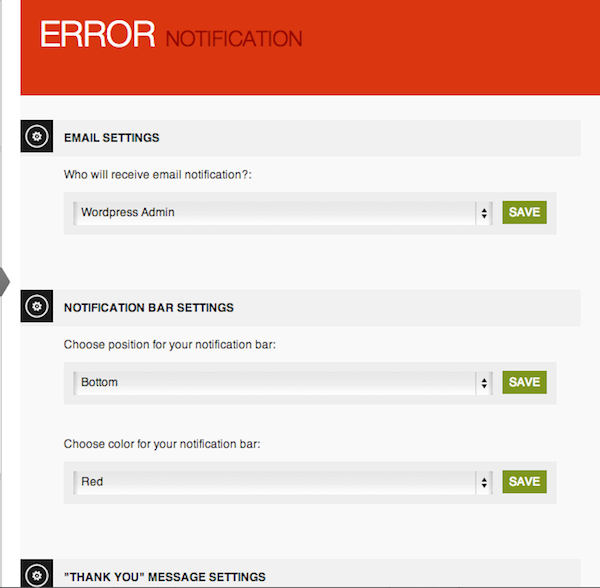 ERROR NOTIFICATION
EMAIL SETTINGS
Who will receive email notification?:
Wordpress Admin SAVE
NOTIFICATION BAR SETTINGS
Choose position for your notification bar:
Bottom SAVE
Choose color for your notification bar:
Red SAVE
"THANK YOU" MESSAGE SETTINGS